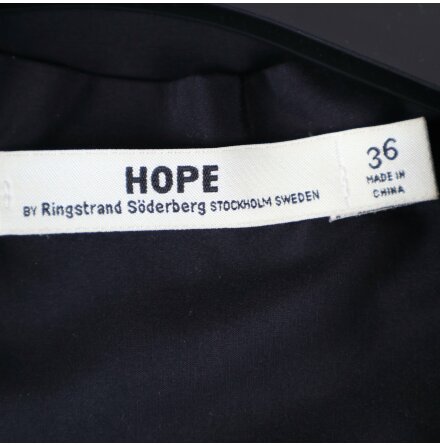 HOPE
BY Ringstrand Söderberg STOCKHOLM SWEDEN
36
MADE IN
CHINA